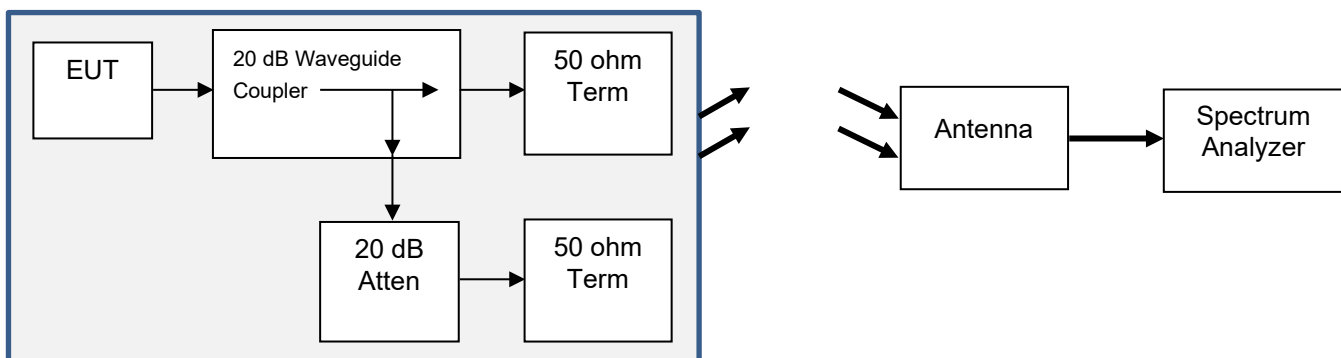 EUT
20 dB Waveguide
Coupler
50 ohm
Term
20 dB
Atten
50 ohm
Term
Antenna
Spectrum
Analyzer